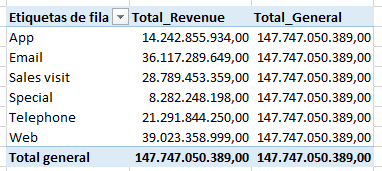 Etiquetas de fila Total_Revenue Total_General
App 14.242.855.934,00 147.747.050.389,00
Email 36.117.289.649,00 147.747.050.389,00
Sales visit 28.789.453.359,00 147.747.050.389,00
Special 8.282.248.198,00 147.747.050.389,00
Telephone 21.291.844.250,00 147.747.050.389,00
Web 39.023.358.999,00 147.747.050.389,00
Total general 147.747.050.389,00 147.747.050.389,00